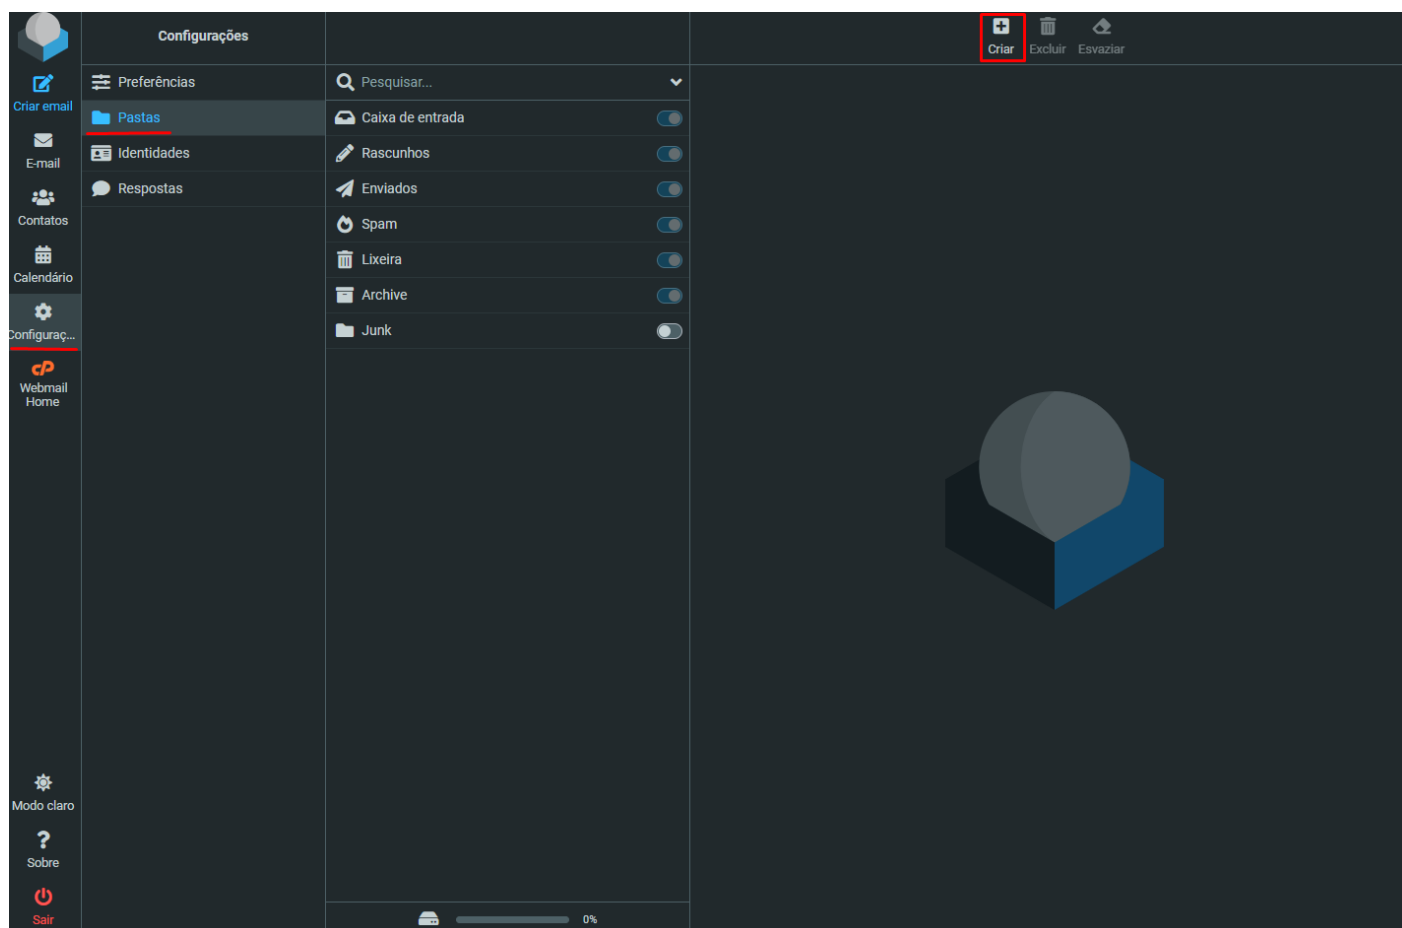 Configurações
Criar
Excluir
Esvaziar
Criar email
E-mail
Contatos
Calendário
Configuraç...
cP
Webmail
Home
Modo claro
Sobre
Sair
Preferências
Pastas
Identidades
Respostas
Pesquisar...
Caixa de entrada
Rascunhos
Enviados
Spam
Lixeira
Archive
Junk
0%